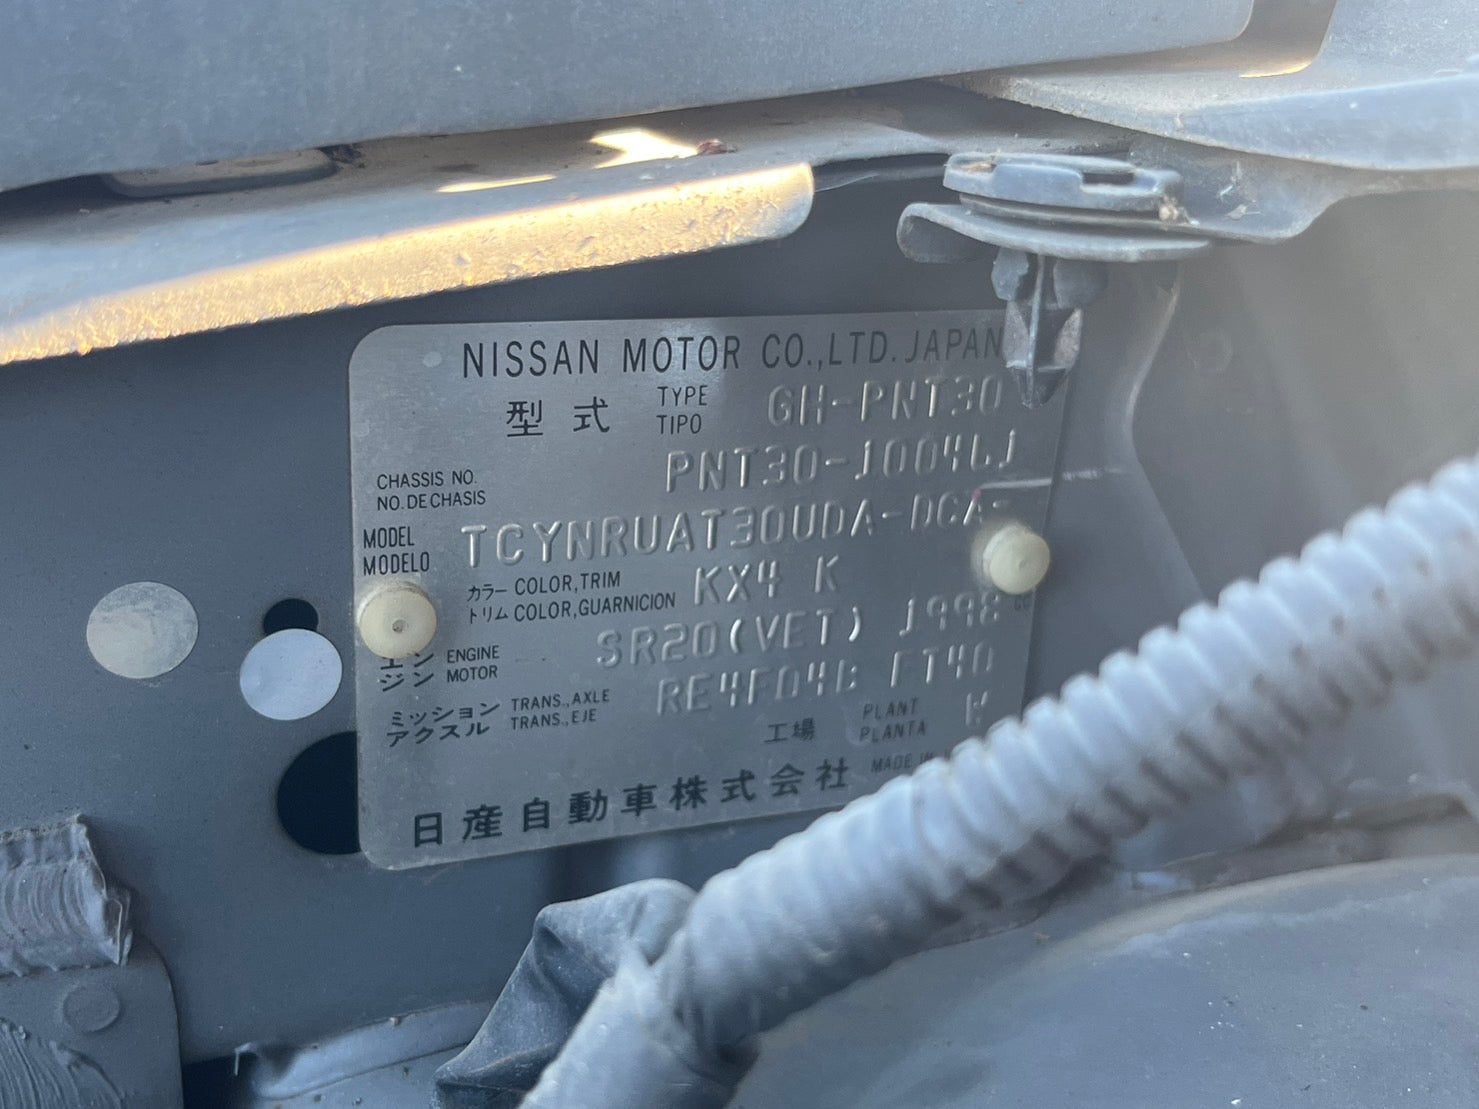 NISSAN MOTOR CO.,LTD. JAPAN
型式 TYPE TIPO GH-PNT30
CHASSIS NO. NO. DE CHASIS
MODEL MODELO TCYNRUAT30UDA-DCA-
カラー COLOR,TRIM トリム COLOR,GUARNICION KX4 K
エンジン ENGINE MOTOR SR20(VET) 1998
ミッション TRANS.,AXLE アクスル TRANS.,EJE RE4F04B FT40
工場 PLANT PLANTA
日産自動車株式会社 MADE IN